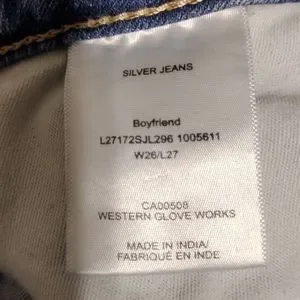 SILVER JEANS
Boyfriend
L27172SJL296 1005611
W26/L27
CA00508
WESTERN GLOVE WORKS
MADE IN INDIA/
FABRIQUÉ EN INDE